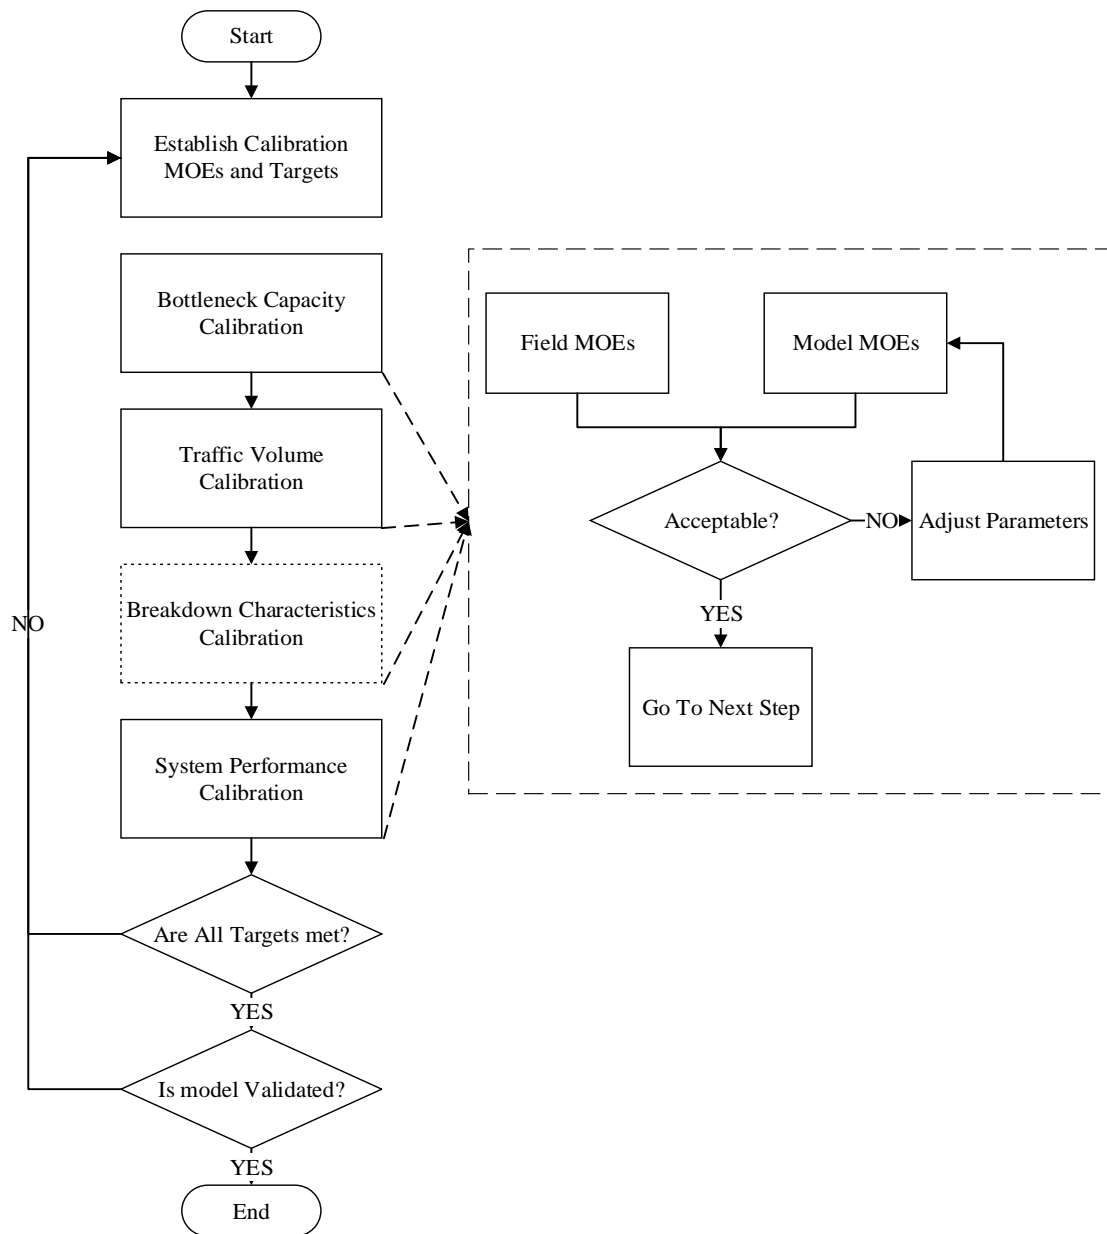 Start
Establish Calibration
MOEs and Targets
Bottleneck Capacity
Calibration
Traffic Volume
Calibration
Breakdown Characteristics
Calibration
System Performance
Calibration
Are All Targets met?
YES
Is model Validated?
YES
End
NO
Field MOEs
Model MOEs
Acceptable?
NO
Adjust Parameters
YES
Go To Next Step